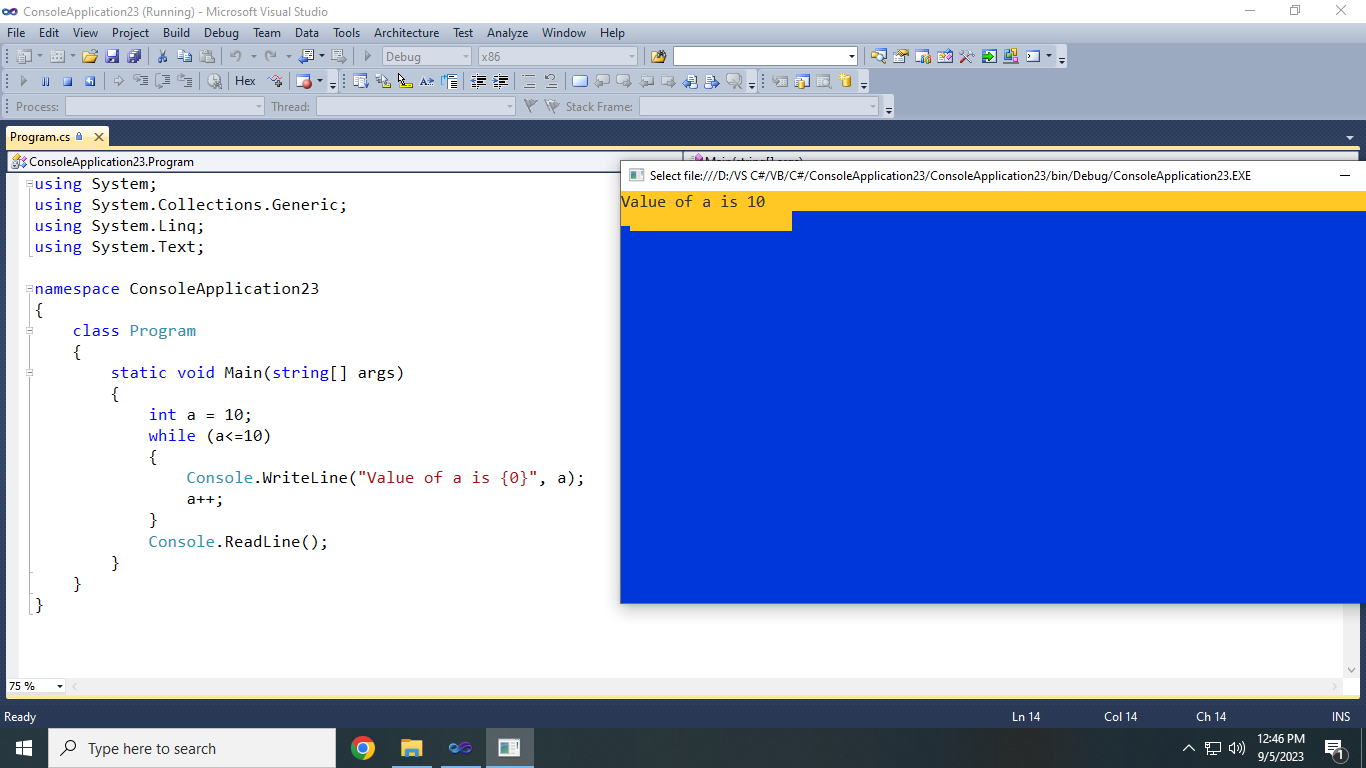 ConsoleApplication23 (Running) - Microsoft Visual Studio
File Edit View Project Build Debug Team Data Tools Architecture Test Analyze Window Help
Debug x86
Hex
Process: Thread: Stack Frame:
Program.cs
ConsoleApplication23.Program
Main(string[] args)
using System;
using System.Collections.Generic;
using System.Linq;
using System.Text;
namespace ConsoleApplication23
{
class Program
{
static void Main(string[] args)
{
int a = 10;
while (a<=10)
{
Console.WriteLine("Value of a is {0}", a);
a++;
}
Console.ReadLine();
}
}
}
Select file:///D:/VS C#/VB/C#/ConsoleApplication23/ConsoleApplication23/bin/Debug/ConsoleApplication23.EXE
Value of a is 10
75 %
Ready Ln 14 Col 14 Ch 14 INS
Type here to search
12:46 PM
9/5/2023
1